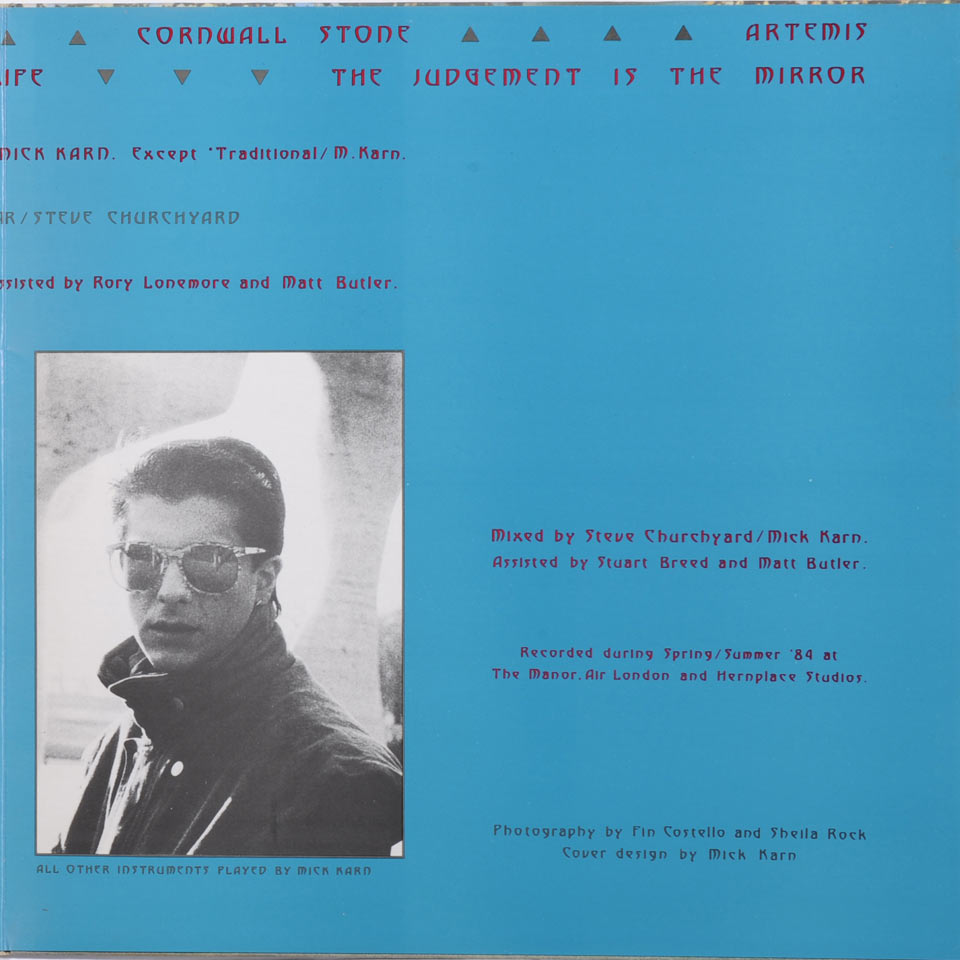 CORNWALL STONE ARTEMIS
IFE THE JUDGEMENT IS THE MIRROR
MICK KARN. Except *Traditional/M.Karn.
AR/STEVE CHURCHYARD
ssisted by Rory Lonemore and Matt Butler.
Mixed by Steve Churchyard/Mick Karn.
Assisted by Stuart Breed and Matt Butler.
Recorded during Spring/Summer '84 at
The Manor, Air London and Hernplace Studios.
Photography by Fin Costello and Sheila Rock
Cover design by Mick Karn
ALL OTHER INSTRUMENTS PLAYED BY MICK KARN